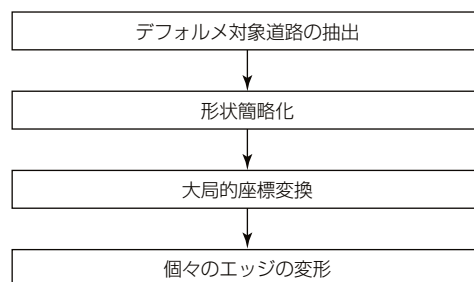 デフォルメ対象道路の抽出
形状簡略化
大局的座標変換
個々のエッジの変形